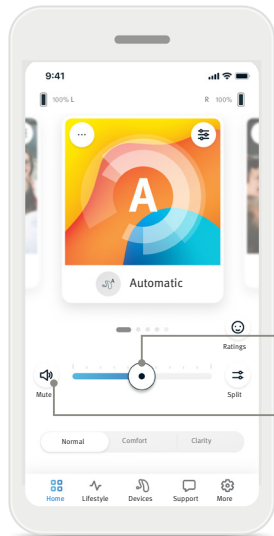 9:41
100% L
R 100%
...
A
A
Automatic
Ratings
Mute
Split
Normal Comfort Clarity
Home Lifestyle Devices Support More